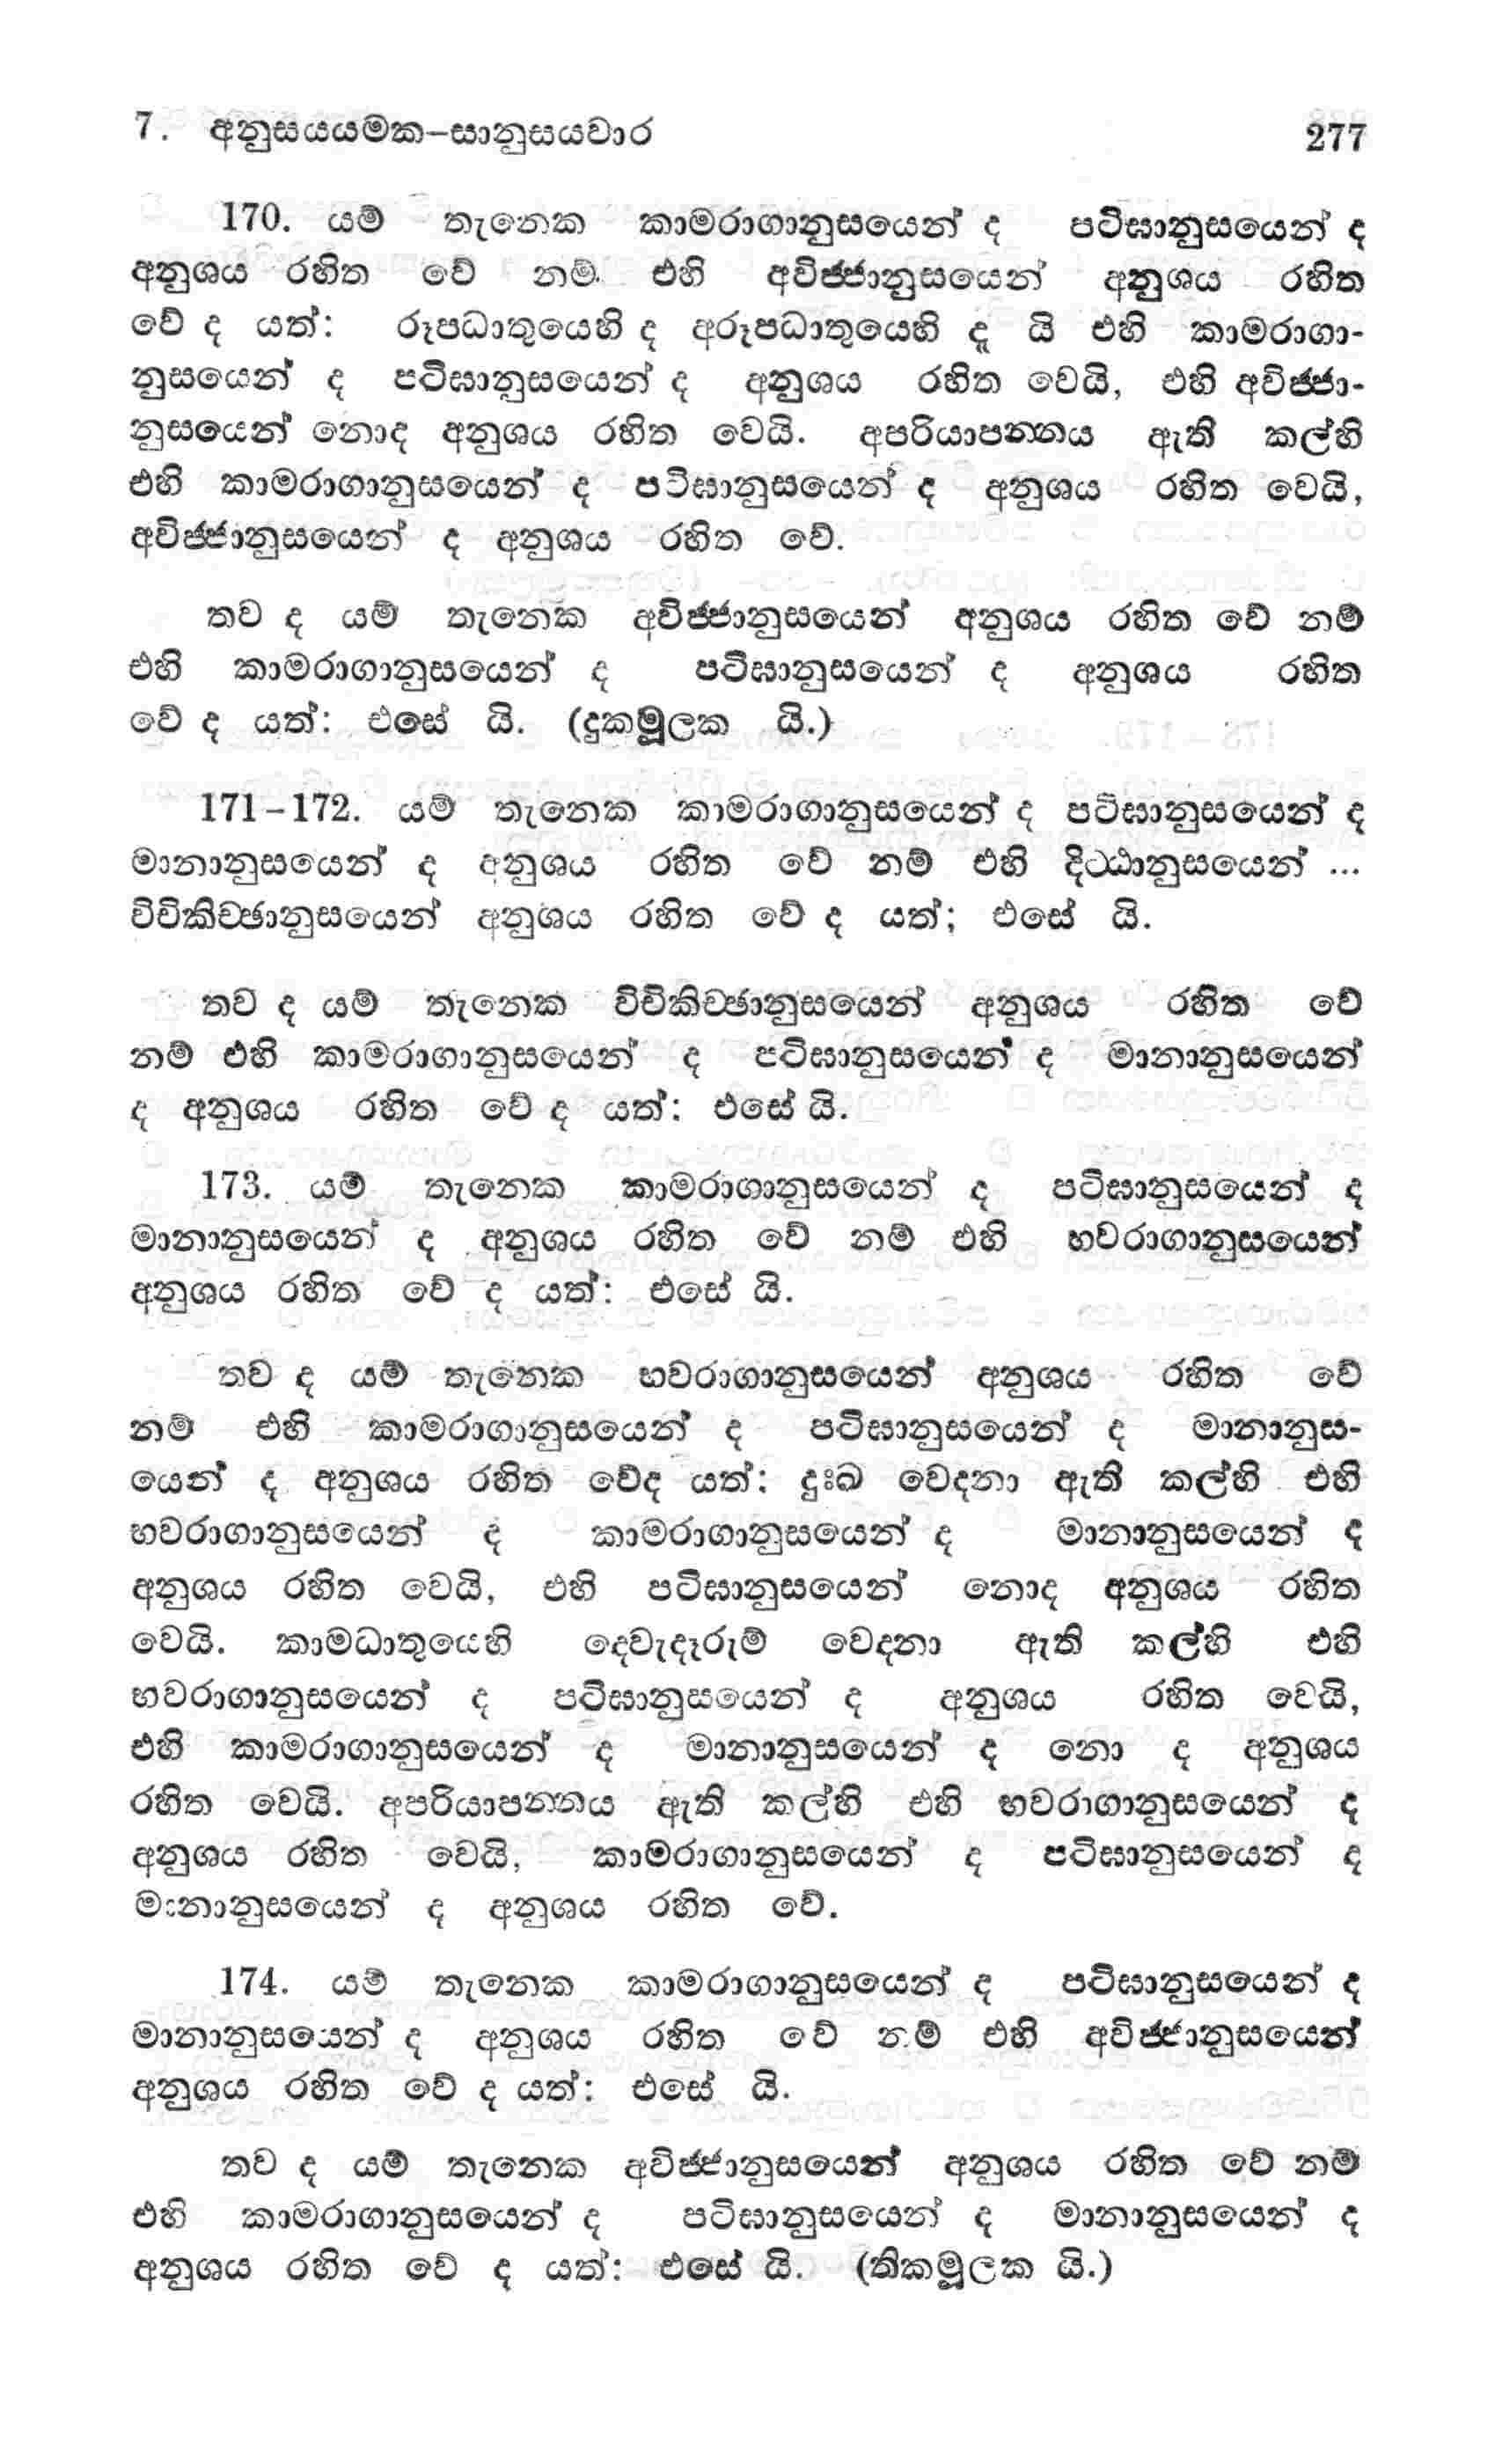 7. අනුසයයමක–සානුසයවාර 277
170. යම් තැනෙක කාමරාගානුසයෙන් ද පටිඝානුසයෙන් ද
අනුශය රහිත වේ නම් එහි අවිජ්ජානුසයෙන් අනුශය රහිත
වේ ද යත්: රූපධාතුයෙහි ද අරූපධාතුයෙහි දැ යි එහි කාමරාගා-
නුසයෙන් ද පටිඝානුසයෙන් ද අනුශය රහිත වෙයි, එහි අවිජ්ජා-
නුසයෙන් නොද අනුශය රහිත වෙයි. අපරියාපන්නය ඇති කල්හි
එහි කාමරාගානුසයෙන් ද පටිඝානුසයෙන් ද අනුශය රහිත වෙයි,
අවිජ්ජානුසයෙන් ද අනුශය රහිත වේ.
තව ද යම් තැනෙක අවිජ්ජානුසයෙන් අනුශය රහිත වේ නම්
එහි කාමරාගානුසයෙන් ද පටිඝානුසයෙන් ද අනුශය රහිත
වේ ද යත්: එසේ යි. (දුකමූලක යි.)
171–172. යම් තැනෙක කාමරාගානුසයෙන් ද පටිඝානුසයෙන් ද
මානානුසයෙන් ද අනුශය රහිත වේ නම් එහි දිට්ඨානුසයෙන් ...
විචිකිච්ඡානුසයෙන් අනුශය රහිත වේ ද යත්; එසේ යි.
තව ද යම් තැනෙක විචිකිච්ඡානුසයෙන් අනුශය රහිත වේ
නම් එහි කාමරාගානුසයෙන් ද පටිඝානුසයෙන් ද මානානුසයෙන්
ද අනුශය රහිත වේ ද යත්: එසේ යි.
173. යම් තැනෙක කාමරාගානුසයෙන් ද පටිඝානුසයෙන් ද
මානානුසයෙන් ද අනුශය රහිත වේ නම් එහි භවරාගානුසයෙන්
අනුශය රහිත වේ ද යත්: එසේ යි.
තව ද යම් තැනෙක භවරාගානුසයෙන් අනුශය රහිත වේ
නම් එහි කාමරාගානුසයෙන් ද පටිඝානුසයෙන් ද මානානුස-
යෙන් ද අනුශය රහිත වේද යත්: දුඃඛ වෙදනා ඇති කල්හි එහි
භවරාගානුසයෙන් ද කාමරාගානුසයෙන් ද මානානුසයෙන් ද
අනුශය රහිත වෙයි, එහි පටිඝානුසයෙන් නොද අනුශය රහිත
වෙයි. කාමධාතුයෙහි දෙවැදෑරුම් වෙදනා ඇති කල්හි එහි
භවරාගානුසයෙන් ද පටිඝානුසයෙන් ද අනුශය රහිත වෙයි,
එහි කාමරාගානුසයෙන් ද මානානුසයෙන් ද නො ද අනුශය
රහිත වෙයි. අපරියාපන්නය ඇති කල්හි එහි භවරාගානුසයෙන් ද
අනුශය රහිත වෙයි, කාමරාගානුසයෙන් ද පටිඝානුසයෙන් ද
මානානුසයෙන් ද අනුශය රහිත වේ.
174. යම් තැනෙක කාමරාගානුසයෙන් ද පටිඝානුසයෙන් ද
මානානුසයෙන් ද අනුශය රහිත වේ නම් එහි අවිජ්ජානුසයෙන්
අනුශය රහිත වේ ද යත්: එසේ යි.
තව ද යම් තැනෙක අවිජ්ජානුසයෙන් අනුශය රහිත වේ නම්
එහි කාමරාගානුසයෙන් ද පටිඝානුසයෙන් ද මානානුසයෙන් ද
අනුශය රහිත වේ ද යත්: එසේ යි. (තිකමූලක යි.)